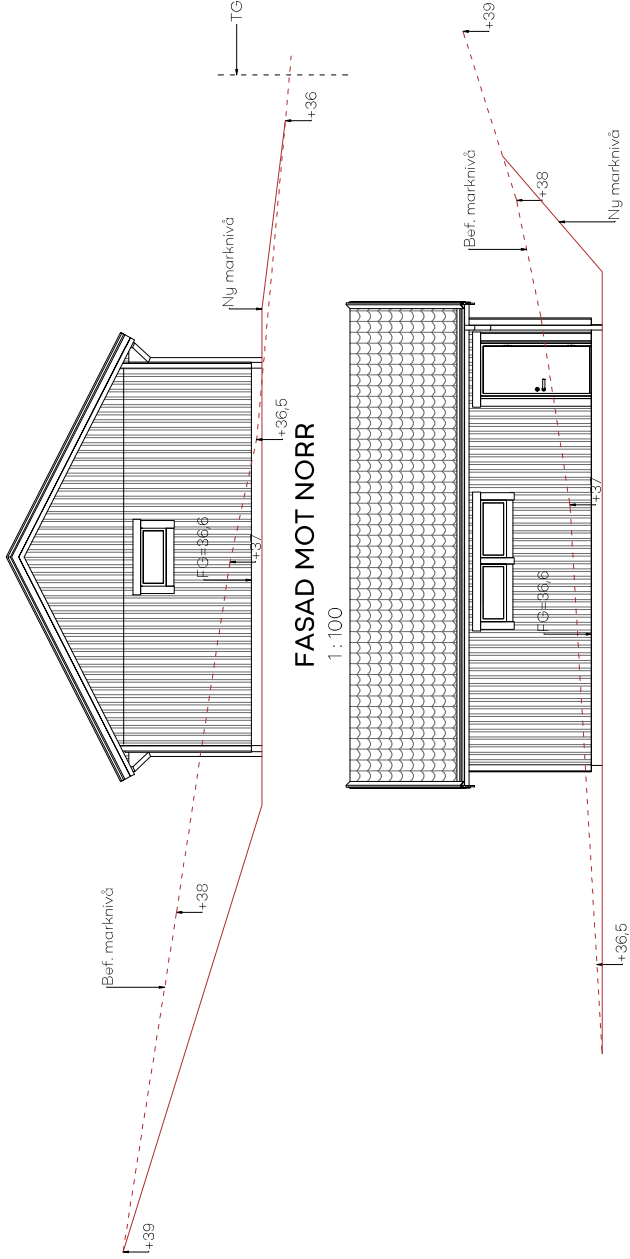 TG
+36
Ny marknivå
+36,5
+37
FG=36,6
+38
Bef. marknivå
+39
FASAD MOT NORR
1 : 100
+39
+38
Ny marknivå
Bef. marknivå
+37
FG=36,6
+36,5